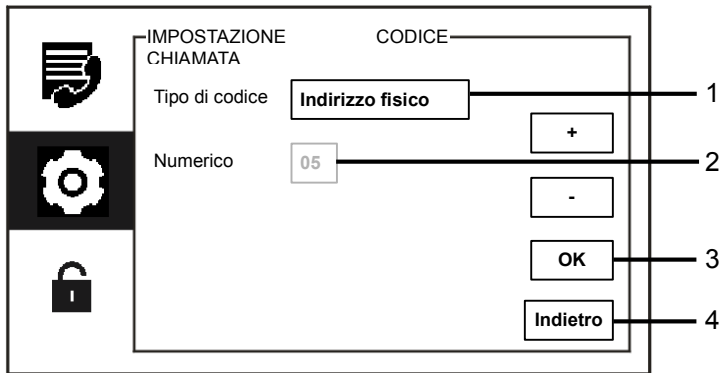 IMPOSTAZIONE CODICE
CHIAMATA
Tipo di codice Indirizzo fisico 1
+
Numerico 05 2
-
OK 3
Indietro 4